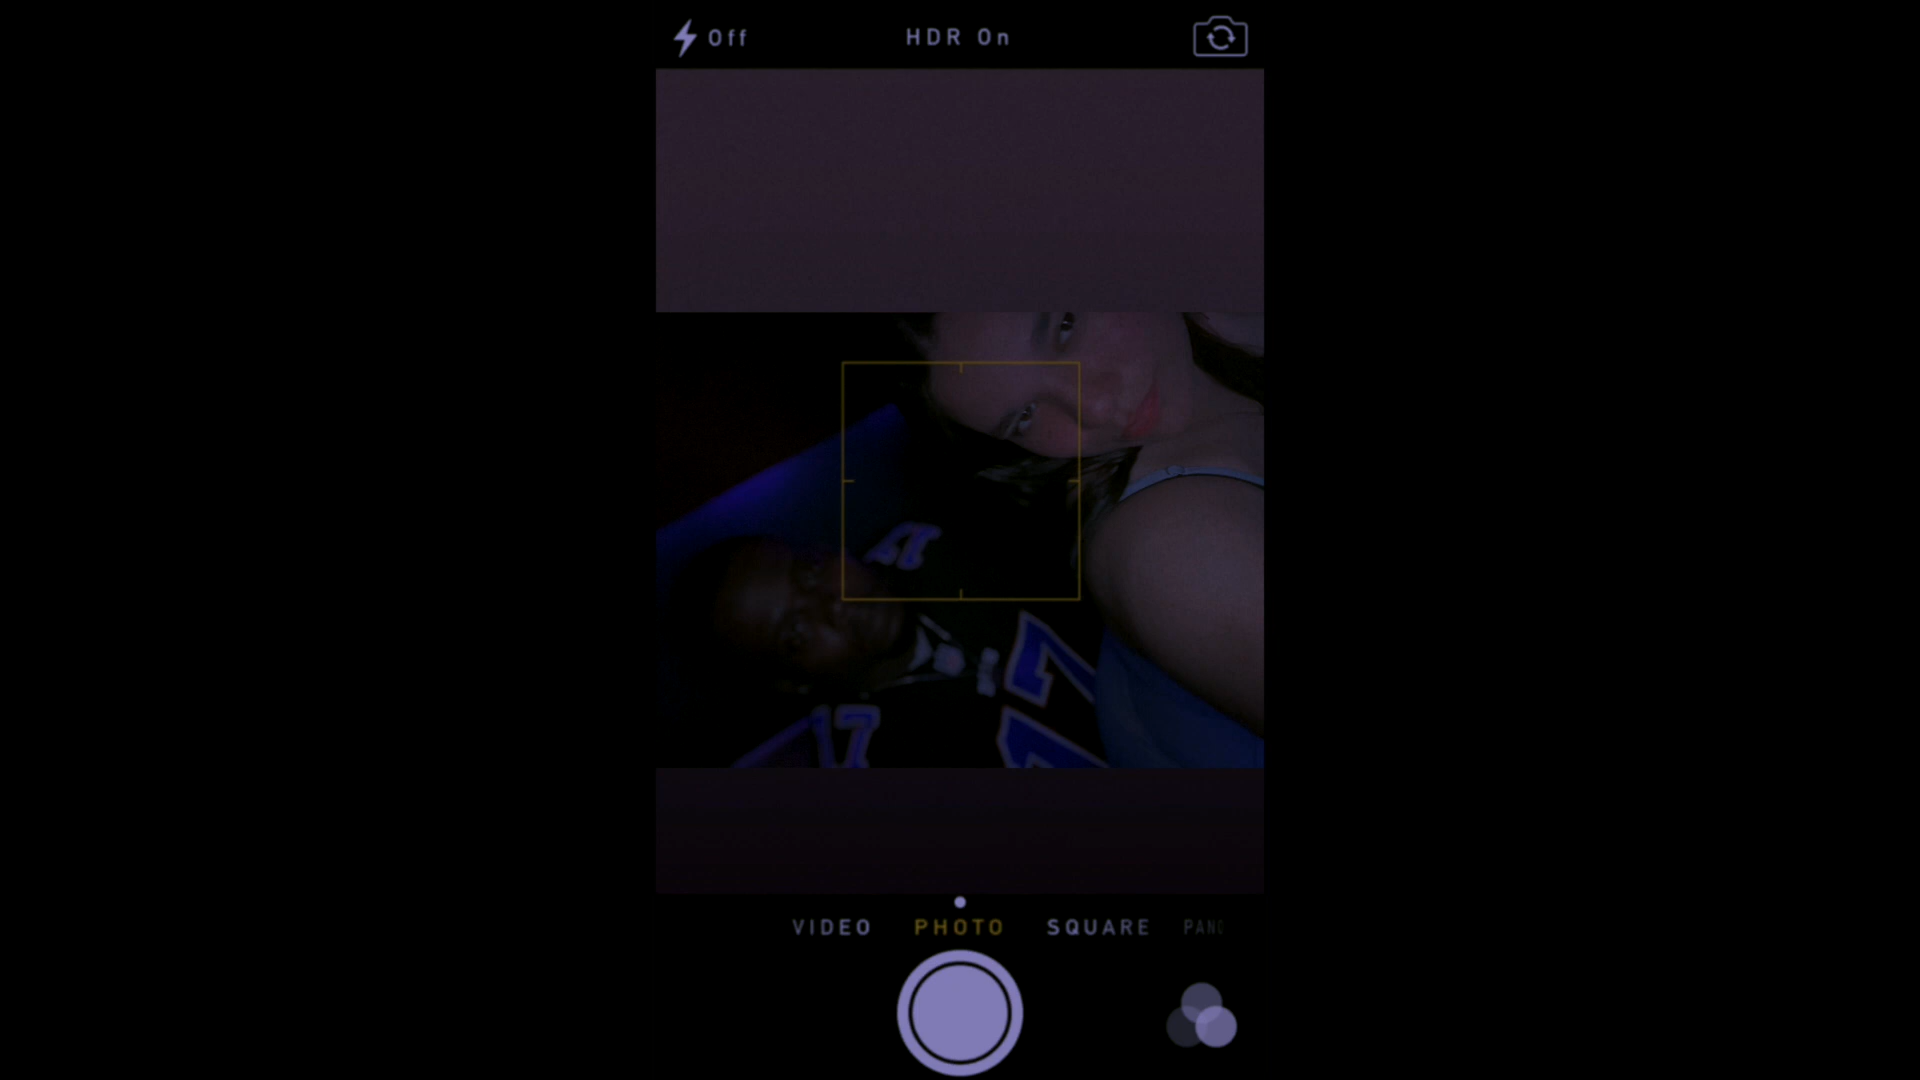 Off
HDR On
17
17
17
VIDEO
PHOTO
SQUARE